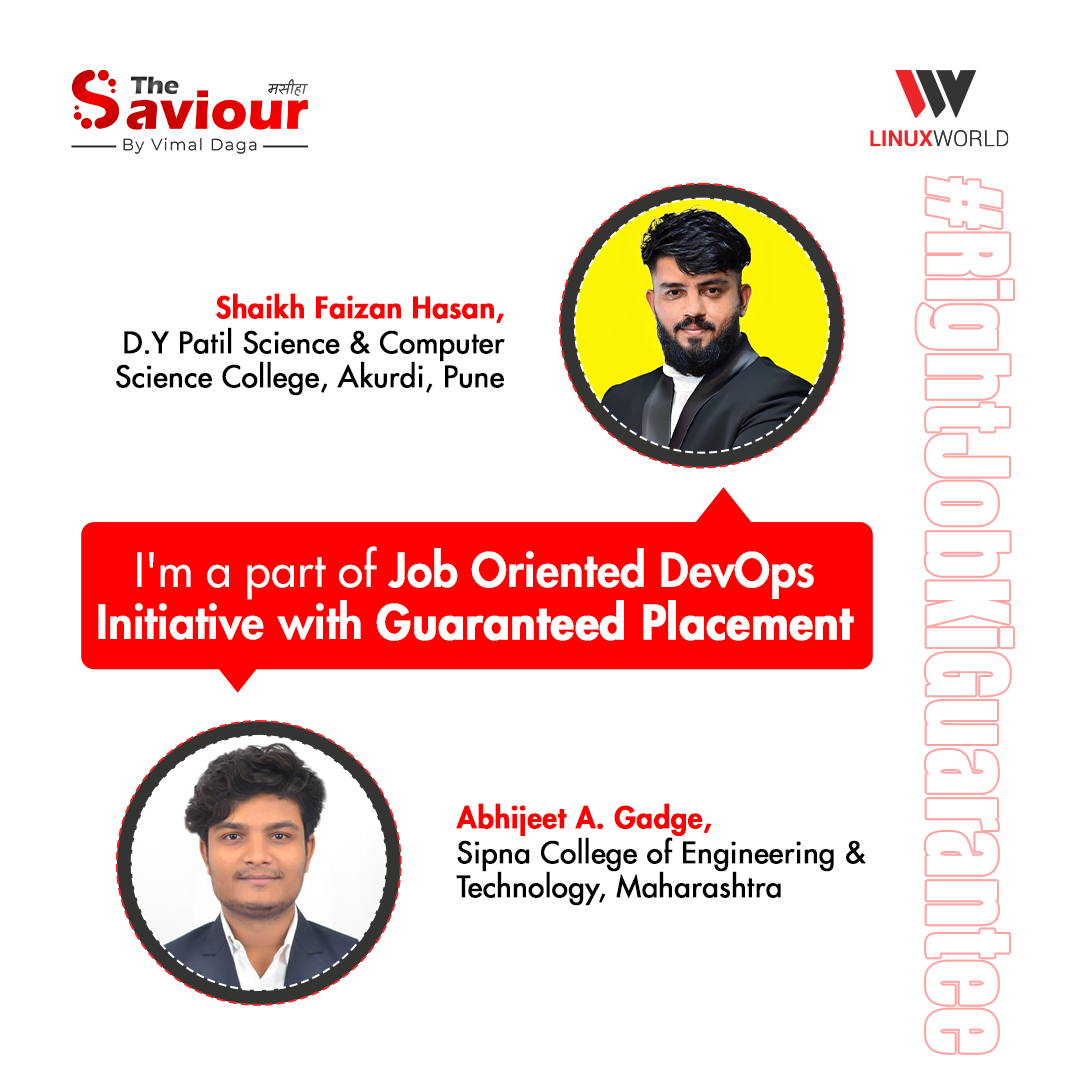 The
मसीहा
Saviour
By Vimal Daga
LINUXWORLD
#RightJobKiGuarantee
Shaikh Faizan Hasan,
D.Y Patil Science & Computer
Science College, Akurdi, Pune
I'm a part of Job Oriented DevOps
Initiative with Guaranteed Placement
Abhijeet A. Gadge,
Sipna College of Engineering &
Technology, Maharashtra